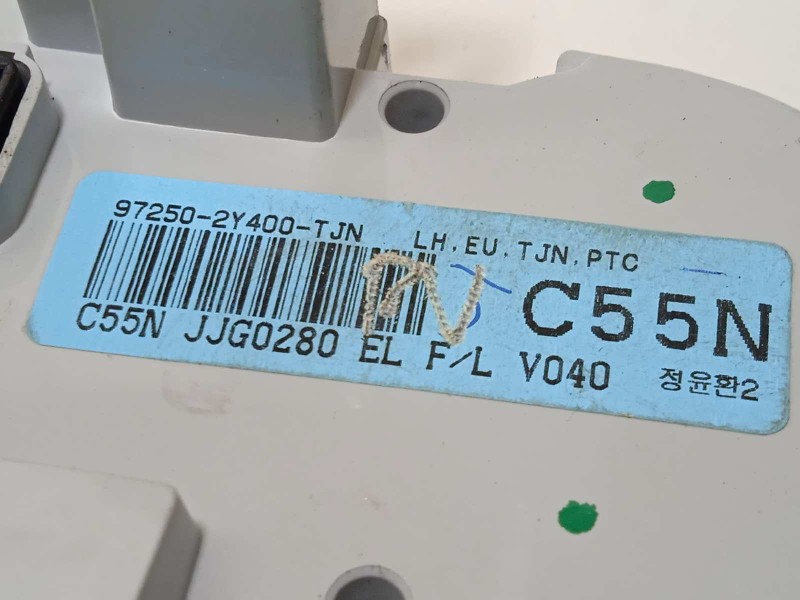 97250-2Y400-TJN LH, EU, TJN, PTC
C55N
C55N JJG0280 EL F/L V040 정윤환2